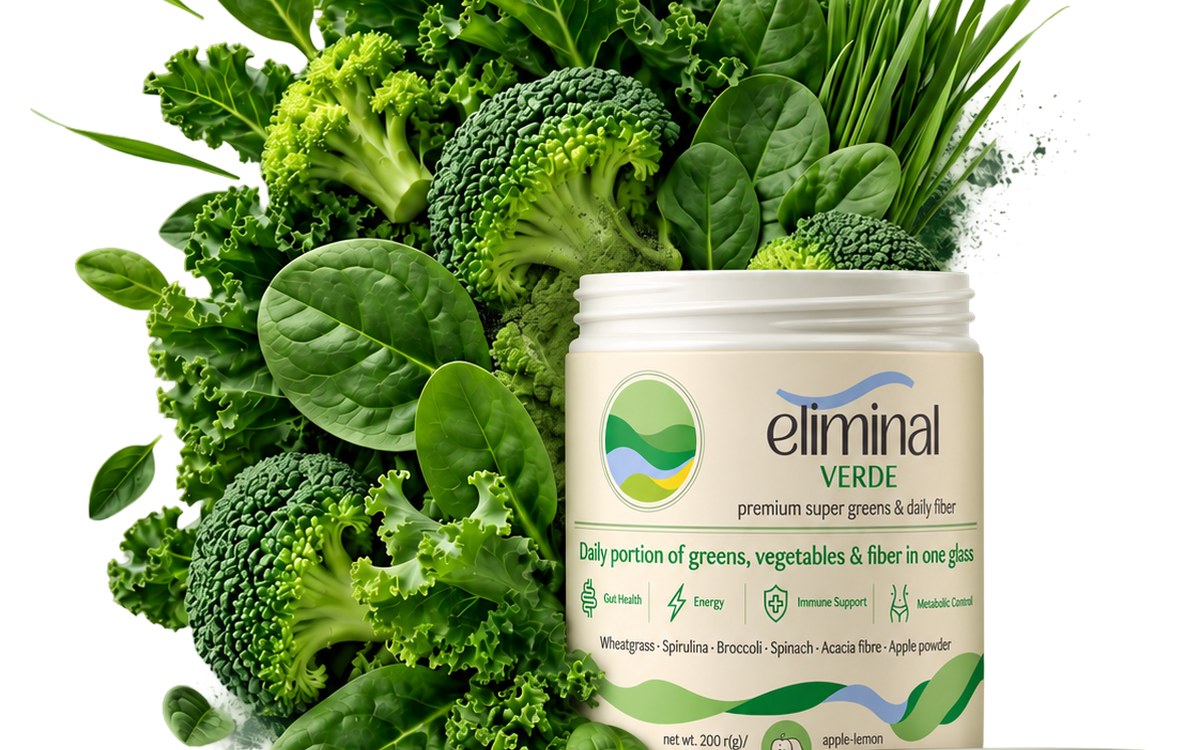 eliminal
VERDE
premium super greens & daily fiber
Daily portion of greens, vegetables & fiber in one glass
Gut Health
Energy
Immune Support
Metabolic Control
Wheatgrass · Spirulina · Broccoli · Spinach · Acacia fibre · Apple powder
net wt. 200 r(g)/
apple-lemon